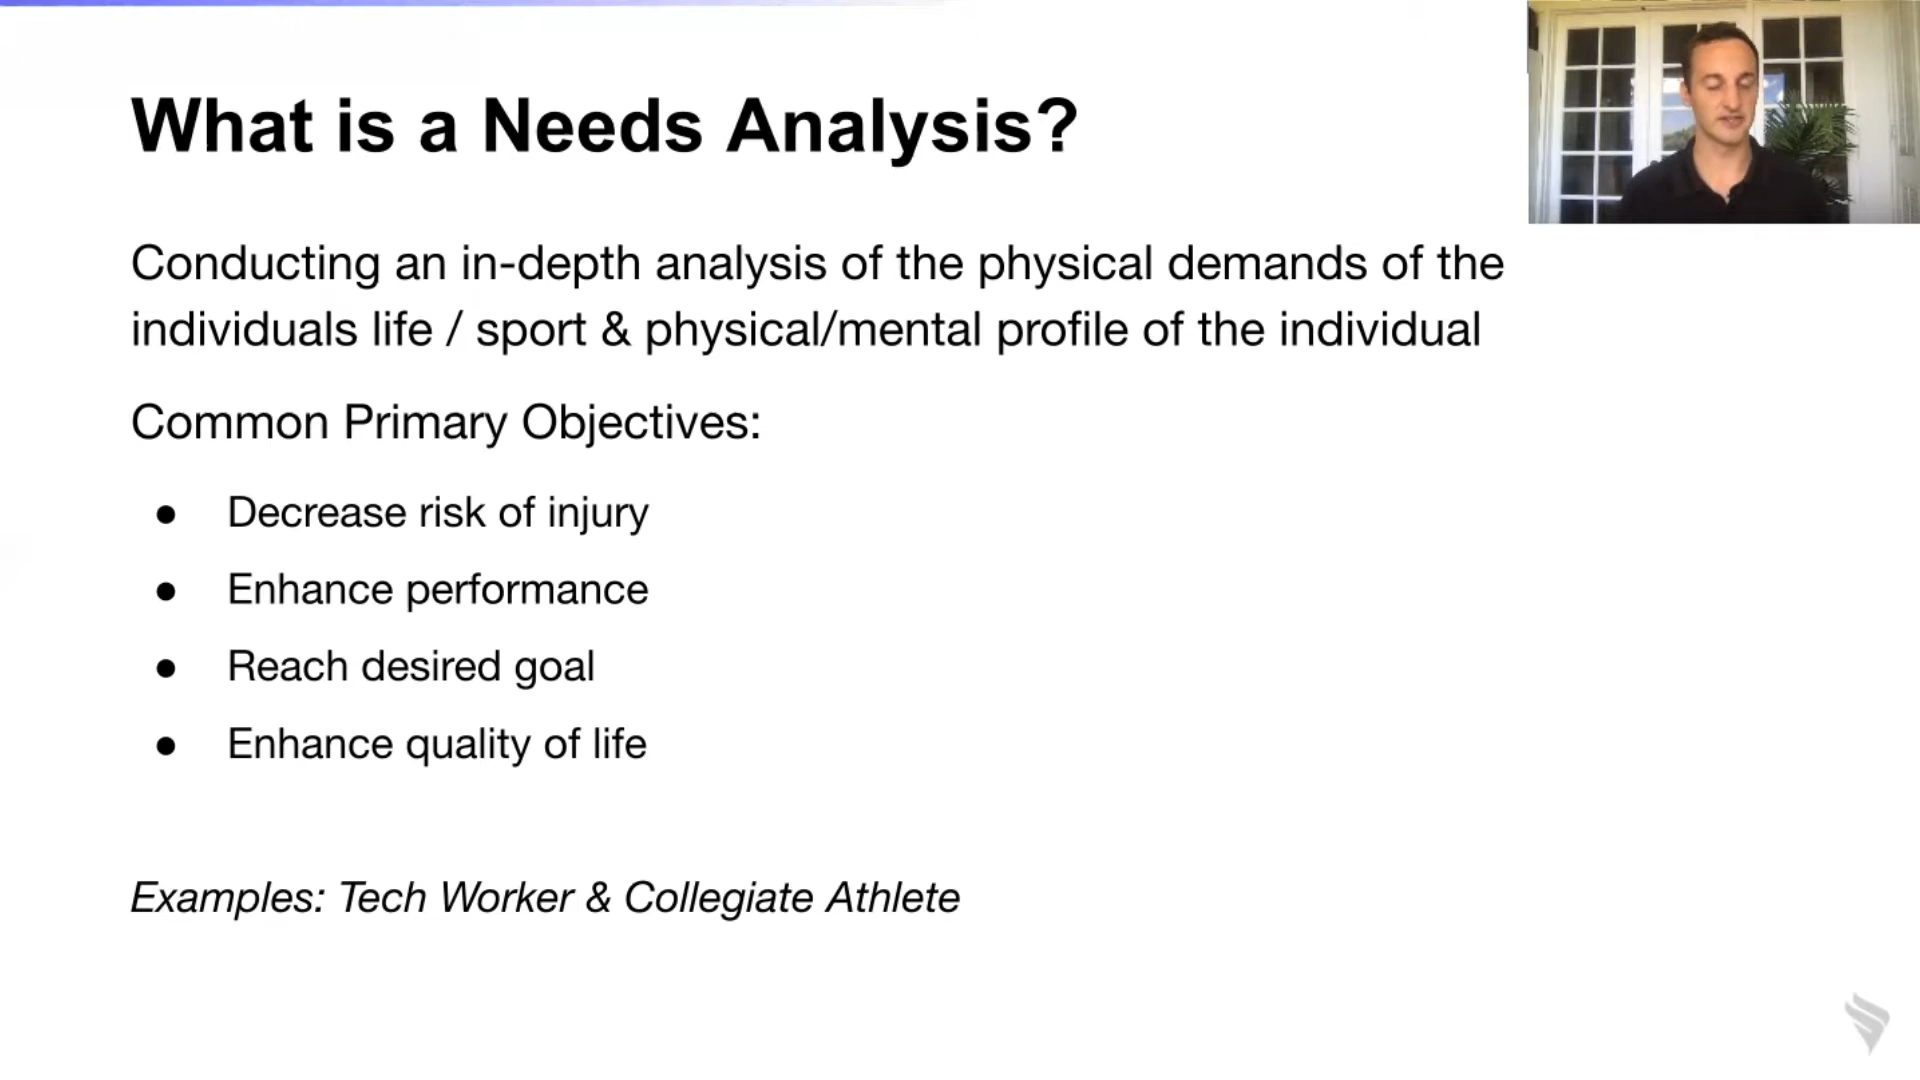 What is a Needs Analysis?
Conducting an in-depth analysis of the physical demands of the
individuals life / sport & physical/mental profile of the individual
Common Primary Objectives:
● Decrease risk of injury
● Enhance performance
● Reach desired goal
● Enhance quality of life
Examples: Tech Worker & Collegiate Athlete